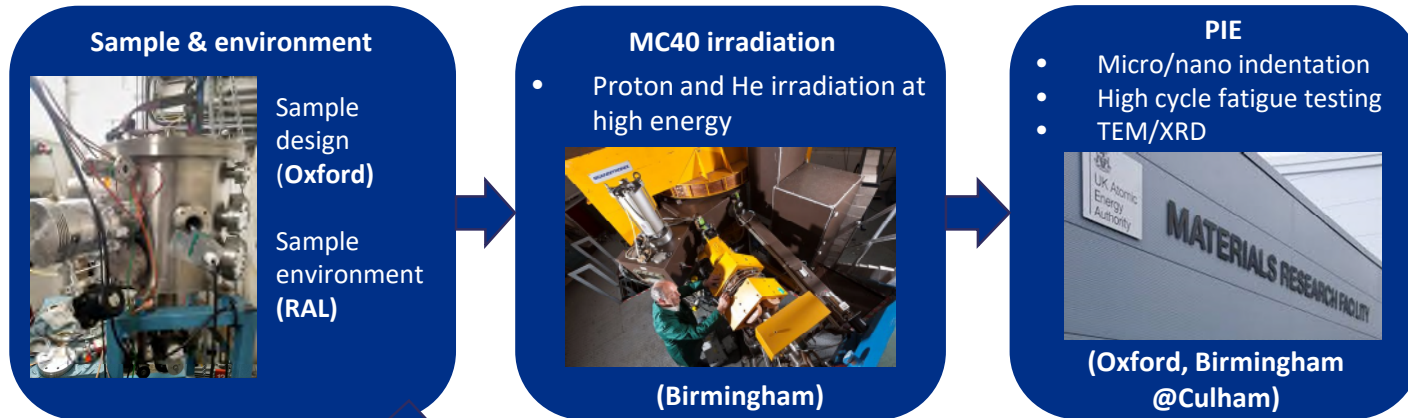 Sample & environment
Sample
design
(Oxford)
Sample
environment
(RAL)
MC40 irradiation
• Proton and He irradiation at
high energy
(Birmingham)
PIE
• Micro/nano indentation
• High cycle fatigue testing
• TEM/XRD
UK Atomic
Energy
Authority
MATERIALS RESEARCH FACILITY
(Oxford, Birmingham
@Culham)